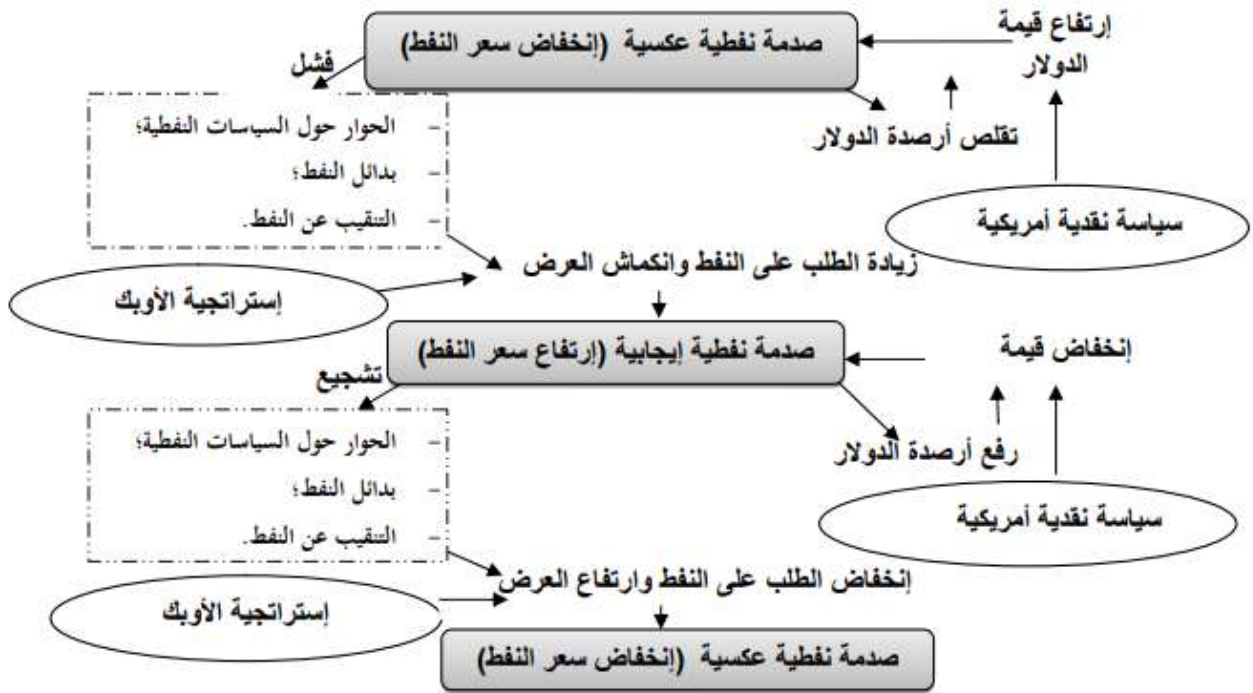 صدمة نفطية عكسية (إنخفاض سعر النفط)
إرتفاع قيمة
الدولار
فشل
- الحوار حول السياسات النفطية؛
- بدائل النفط؛
- التنقيب عن النفط.
تقلص أرصدة الدولار
سياسة نقدية أمريكية
زيادة الطلب على النفط وانكماش العرض
إستراتجية الأوبك
صدمة نفطية إيجابية (إرتفاع سعر النفط)
إنخفاض قيمة
تشجيع
- الحوار حول السياسات النفطية؛
- بدائل النفط؛
- التنقيب عن النفط.
رفع أرصدة الدولار
سياسة نقدية أمريكية
إنخفاض الطلب على النفط وارتفاع العرض
إستراتجية الأوبك
صدمة نفطية عكسية (إنخفاض سعر النفط)